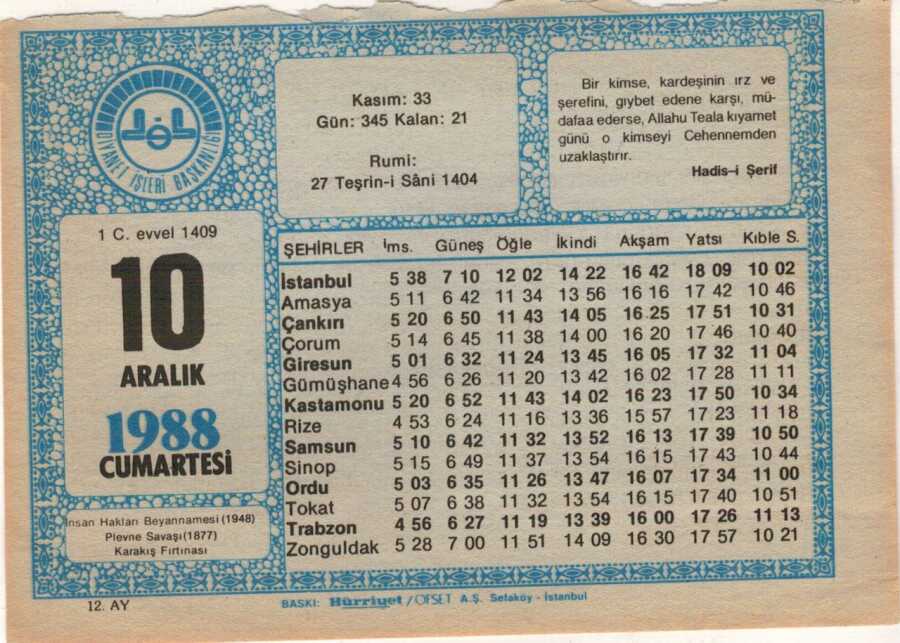 DİYANET İŞLERİ BAŞKANLIĞI
Kasım: 33
Gün: 345 Kalan: 21
Rumi:
27 Teşrin-i Sâni 1404
Bir kimse, kardeşinin ırz ve
şerefini, gıybet edene karşı, mü-
dafaa ederse, Allahu Teala kıyamet
günü o kimseyi Cehennemden
uzaklaştırır.
Hadis-i Şerif
1 C. evvel 1409
10
ARALIK
1988
CUMARTESİ
İnsan Hakları Beyannamesi (1948)
Plevne Savaşı (1877)
Karakış Fırtınası
ŞEHİRLER İms. Güneş Öğle İkindi Akşam Yatsı Kıble S.
İstanbul 5 38 7 10 12 02 14 22 16 42 18 09 10 02
Amasya 5 11 6 42 11 34 13 56 16 16 17 42 10 46
Çankırı 5 20 6 50 11 43 14 05 16 25 17 51 10 31
Çorum 5 14 6 45 11 38 14 00 16 20 17 46 10 40
Giresun 5 01 6 32 11 24 13 45 16 05 17 32 11 04
Gümüşhane 4 56 6 26 11 20 13 42 16 02 17 28 11 11
Kastamonu 5 20 6 52 11 43 14 02 16 23 17 50 10 34
Rize 4 53 6 24 11 16 13 36 15 57 17 23 11 18
Samsun 5 10 6 42 11 32 13 52 16 13 17 39 10 50
Sinop 5 15 6 49 11 37 13 54 16 15 17 43 10 44
Ordu 5 03 6 35 11 26 13 47 16 07 17 34 11 00
Tokat 5 07 6 38 11 32 13 54 16 15 17 40 10 51
Trabzon 4 56 6 27 11 19 13 39 16 00 17 26 11 13
Zonguldak 5 28 7 00 11 51 14 09 16 30 17 57 10 21
12. AY
BASKI: Hürriyet / OFSET A.Ş. Sefaköy - İstanbul